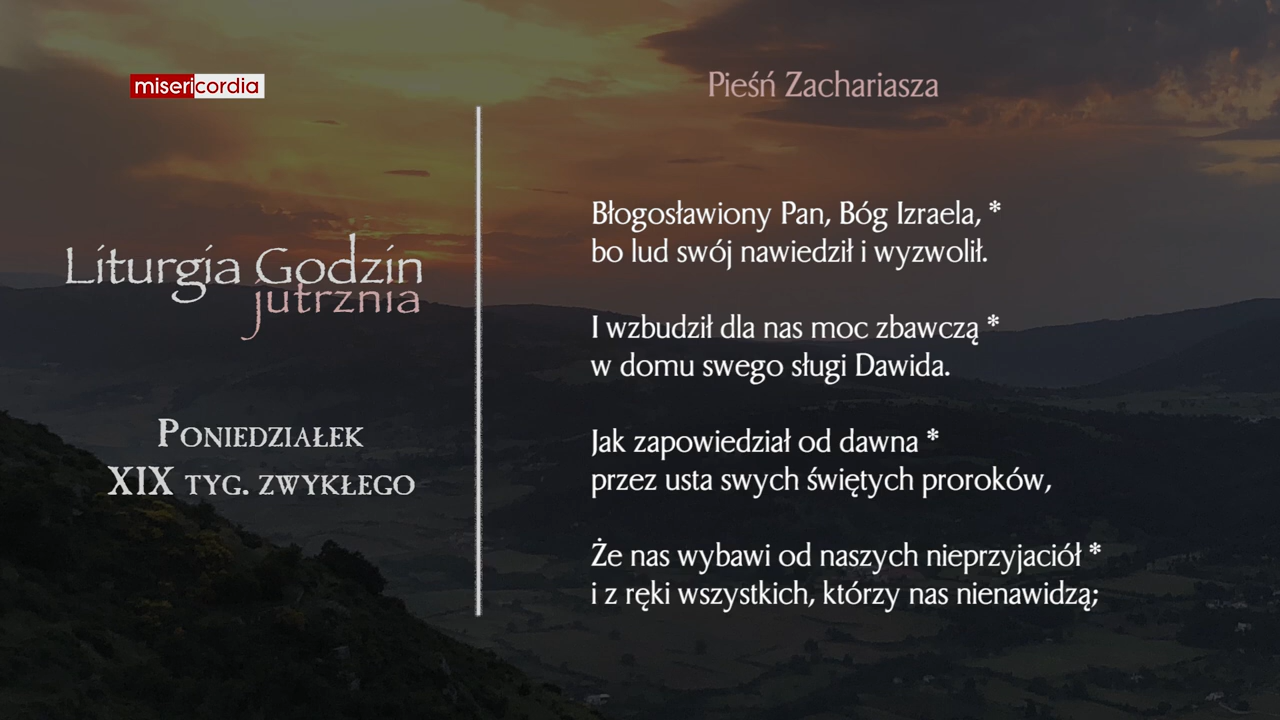 misericordia
Liturgia Godzin
jutrznia
Poniedziałek
XIX tyg. zwykłego
Pieśń Zachariasza
Błogosławiony Pan, Bóg Izraela, *
bo lud swój nawiedził i wyzwolił.
I wzbudził dla nas moc zbawczą *
w domu swego sługi Dawida.
Jak zapowiedział od dawna *
przez usta swych świętych proroków,
Że nas wybawi od naszych nieprzyjaciół *
i z ręki wszystkich, którzy nas nienawidzą;